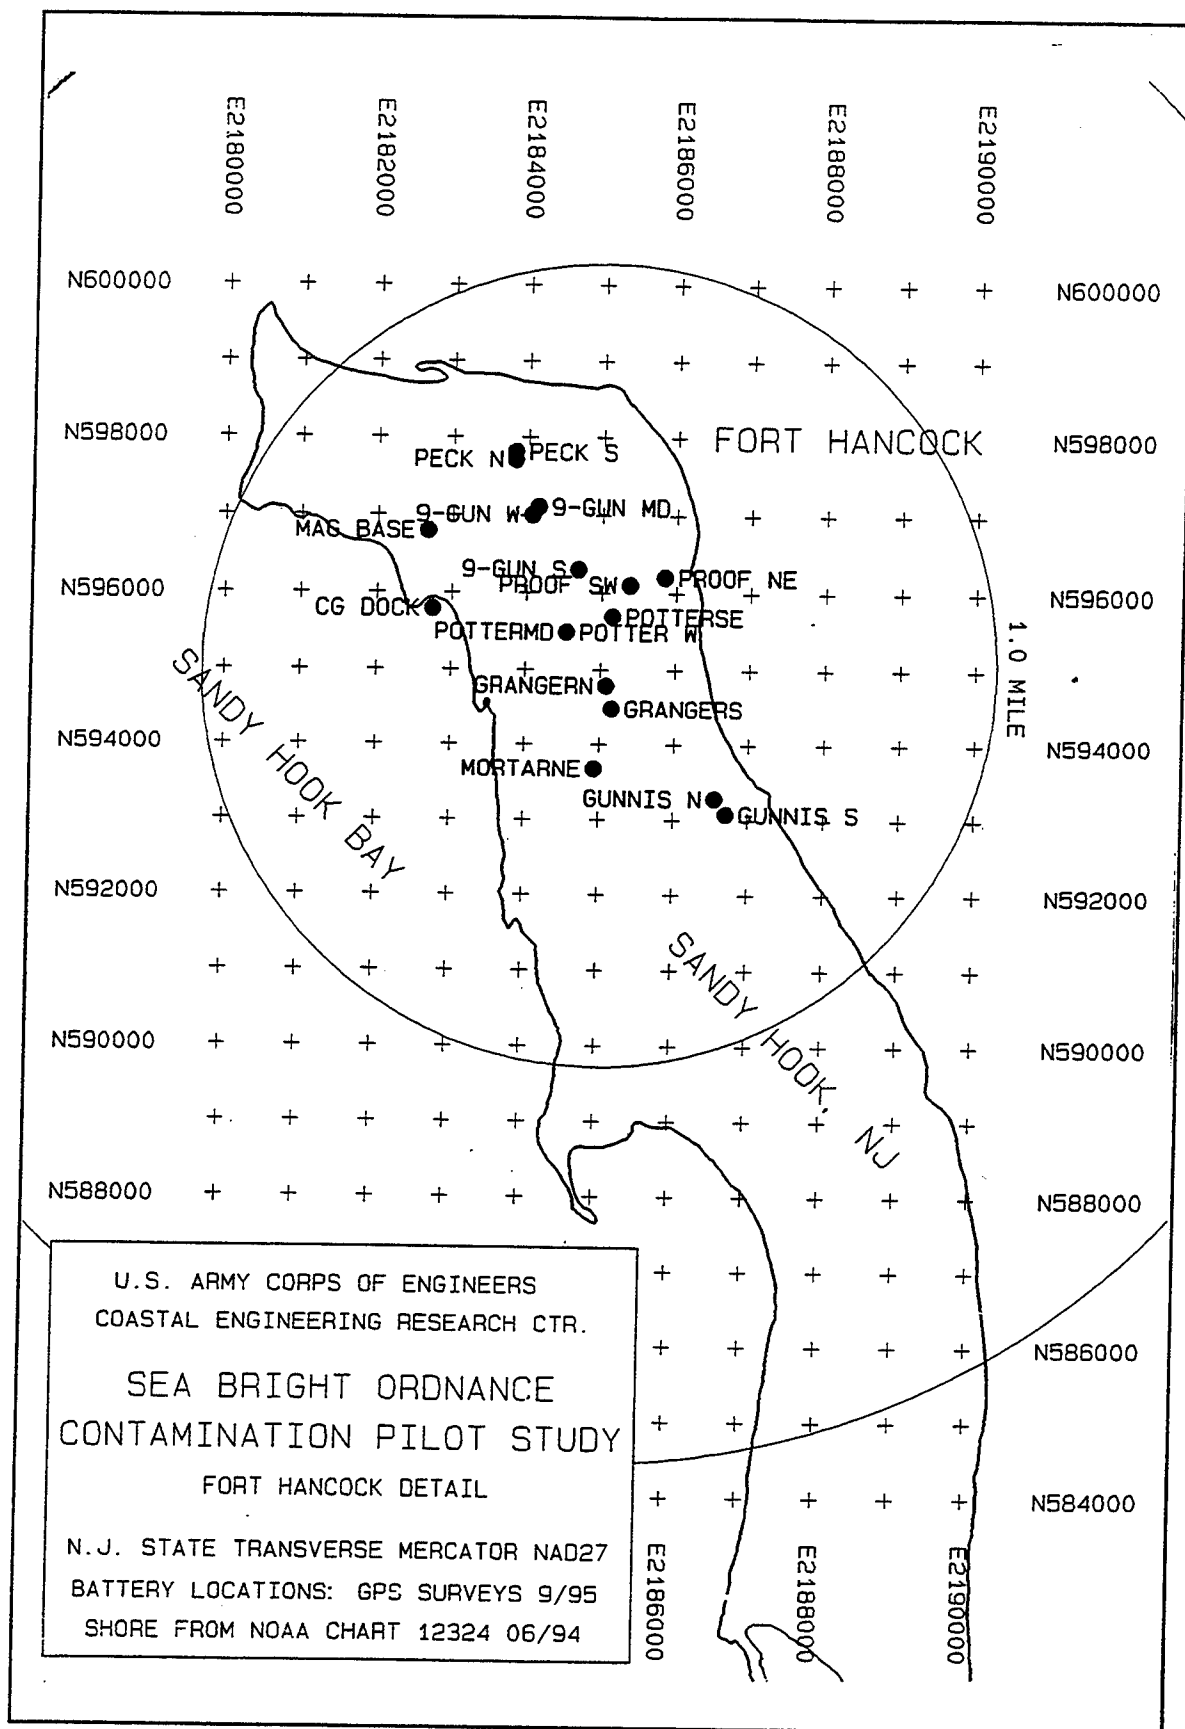 E2180000
E2182000
E2184000
E2186000
E2188000
E2190000
N600000
N600000
N598000
FORT HANCOCK
N598000
PECK N
PECK S
9-GUN W
9-GUN MD
MAG BASE
9-GUN S
PROOF SW
PROOF NE
N596000
N596000
CG DOCK
POTTERSE
POTTERMD
POTTER W
1.0 MILE
SANDY HOOK BAY
GRANGERN
GRANGERS
N594000
N594000
MORTARNE
GUNNIS N
GUNNIS S
N592000
N592000
SANDY HOOK, NJ
N590000
N590000
N588000
N588000
U.S. ARMY CORPS OF ENGINEERS
COASTAL ENGINEERING RESEARCH CTR.
SEA BRIGHT ORDNANCE
CONTAMINATION PILOT STUDY
FORT HANCOCK DETAIL
N.J. STATE TRANSVERSE MERCATOR NAD27
BATTERY LOCATIONS: GPS SURVEYS 9/95
SHORE FROM NOAA CHART 12324 06/94
N586000
N584000
E2186000
E2188000
E2190000